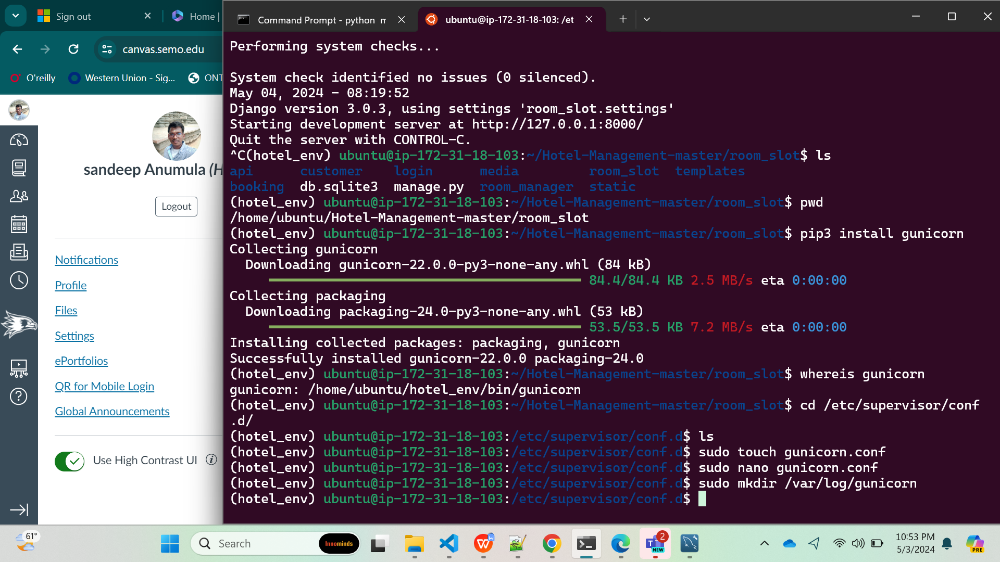 Sign out
Home |
canvas.semo.edu
O'reilly
Western Union - Sig...
ONT
sandeep Anumula (H
Logout
Notifications
Profile
Files
Settings
ePortfolios
QR for Mobile Login
Global Announcements
Use High Contrast UI
Command Prompt - python m
ubuntu@ip-172-31-18-103: /et
Performing system checks...
System check identified no issues (0 silenced).
May 04, 2024 - 08:19:52
Django version 3.0.3, using settings 'room_slot.settings'
Starting development server at http://127.0.0.1:8000/
Quit the server with CONTROL-C.
^C(hotel_env) ubuntu@ip-172-31-18-103:~/Hotel-Management-master/room_slot$ ls
api customer login media room_slot templates
booking db.sqlite3 manage.py room_manager static
(hotel_env) ubuntu@ip-172-31-18-103:~/Hotel-Management-master/room_slot$ pwd
/home/ubuntu/Hotel-Management-master/room_slot
(hotel_env) ubuntu@ip-172-31-18-103:~/Hotel-Management-master/room_slot$ pip3 install gunicorn
Collecting gunicorn
Downloading gunicorn-22.0.0-py3-none-any.whl (84 kB)
84.4/84.4 KB 2.5 MB/s eta 0:00:00
Collecting packaging
Downloading packaging-24.0-py3-none-any.whl (53 kB)
53.5/53.5 KB 7.2 MB/s eta 0:00:00
Installing collected packages: packaging, gunicorn
Successfully installed gunicorn-22.0.0 packaging-24.0
(hotel_env) ubuntu@ip-172-31-18-103:~/Hotel-Management-master/room_slot$ whereis gunicorn
gunicorn: /home/ubuntu/hotel_env/bin/gunicorn
(hotel_env) ubuntu@ip-172-31-18-103:~/Hotel-Management-master/room_slot$ cd /etc/supervisor/conf
.d/
(hotel_env) ubuntu@ip-172-31-18-103:/etc/supervisor/conf.d$ ls
(hotel_env) ubuntu@ip-172-31-18-103:/etc/supervisor/conf.d$ sudo touch gunicorn.conf
(hotel_env) ubuntu@ip-172-31-18-103:/etc/supervisor/conf.d$ sudo nano gunicorn.conf
(hotel_env) ubuntu@ip-172-31-18-103:/etc/supervisor/conf.d$ sudo mkdir /var/log/gunicorn
(hotel_env) ubuntu@ip-172-31-18-103:/etc/supervisor/conf.d$
61°
Search
Innominds
W
T
2
NEW
10:53 PM
5/3/2024
PRE